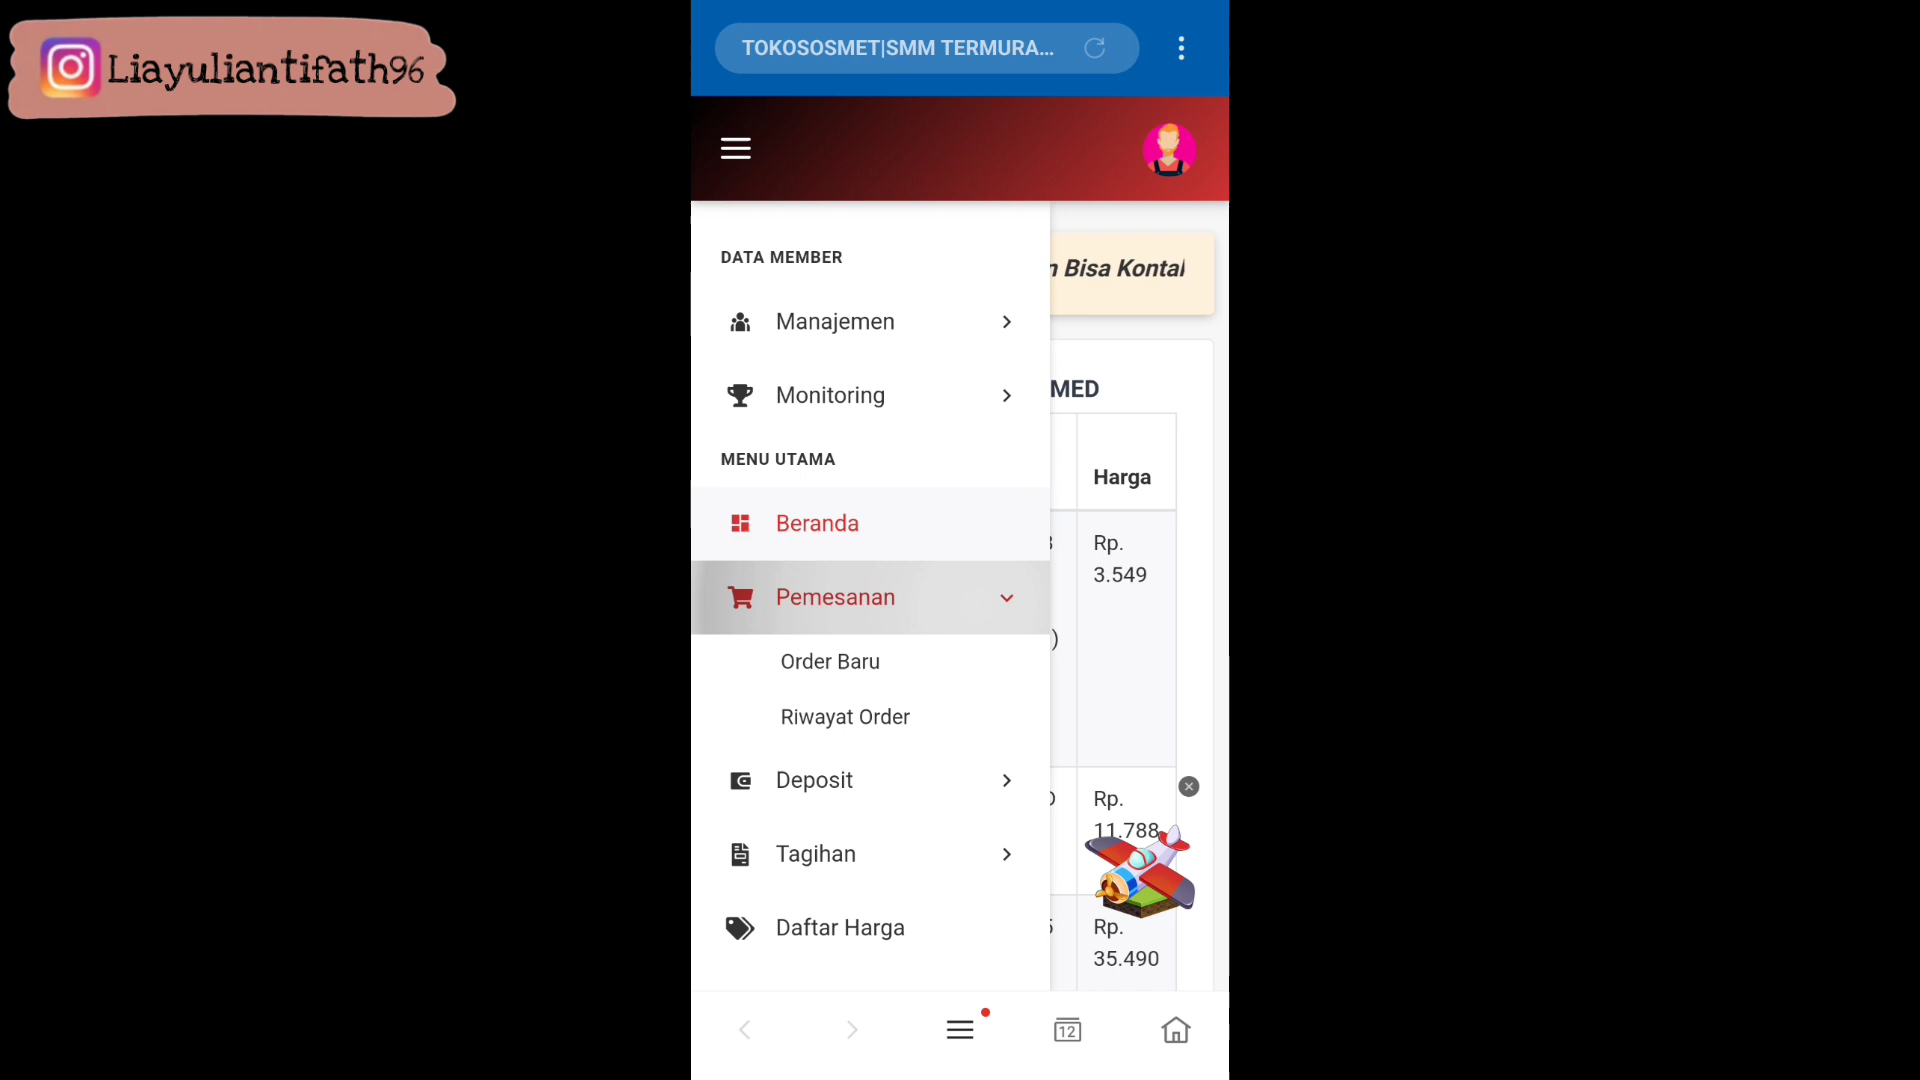 Liayuliantifath96
TOKOSOSMET|SMM TERMURA...
DATA MEMBER
Manajemen
Monitoring
MENU UTAMA
Beranda
Pemesanan
Order Baru
Riwayat Order
Deposit
Tagihan
Daftar Harga
Bisa Kontak
MED
Harga
Rp.
3.549
)
Rp.
11.788
Rp.
35.490
12